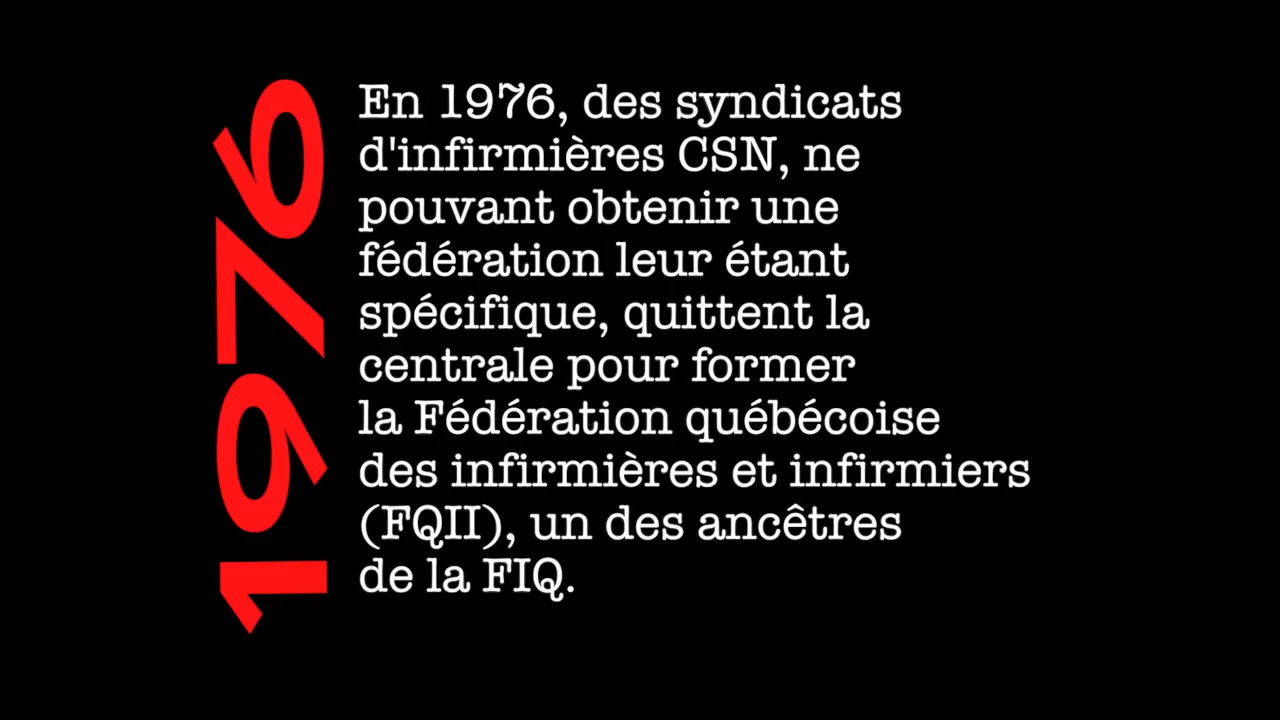 1976
En 1976, des syndicats
d'infirmières CSN, ne
pouvant obtenir une
fédération leur étant
spécifique, quittent la
centrale pour former
la Fédération québécoise
des infirmières et infirmiers
(FQII), un des ancêtres
de la FIQ.